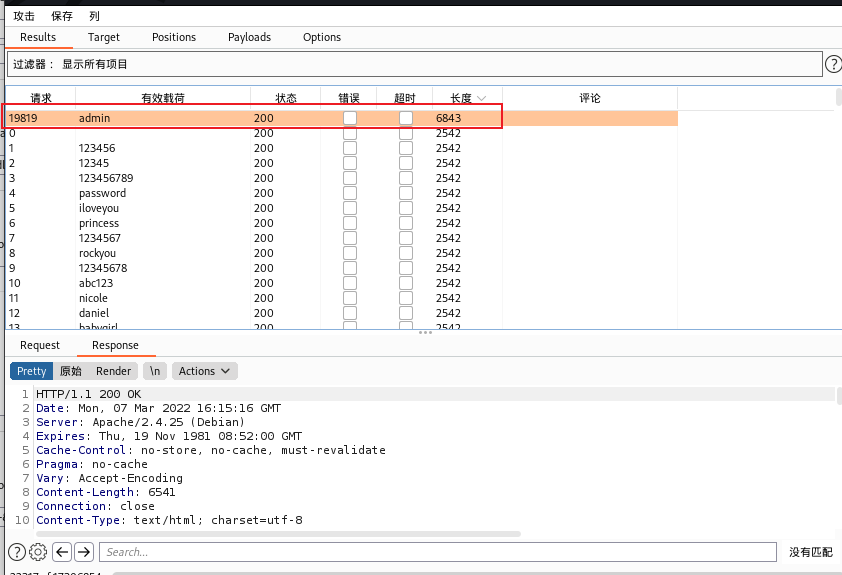 攻击 保存 列
Results Target Positions Payloads Options
过滤器： 显示所有项目 ?
请求 有效载荷 状态 错误 超时 长度 评论
19819 admin 200 6843
0 200 2542
1 123456 200 2542
2 12345 200 2542
3 123456789 200 2542
4 password 200 2542
5 iloveyou 200 2542
6 princess 200 2542
7 1234567 200 2542
8 rockyou 200 2542
9 12345678 200 2542
10 abc123 200 2542
11 nicole 200 2542
12 daniel 200 2542
13 babygirl 200 2542
Request Response
Pretty 原始 Render \n Actions
1 HTTP/1.1 200 OK
2 Date: Mon, 07 Mar 2022 16:15:16 GMT
3 Server: Apache/2.4.25 (Debian)
4 Expires: Thu, 19 Nov 1981 08:52:00 GMT
5 Cache-Control: no-store, no-cache, must-revalidate
6 Pragma: no-cache
7 Vary: Accept-Encoding
8 Content-Length: 6541
9 Connection: close
10 Content-Type: text/html; charset=utf-8
? Search... 没有匹配